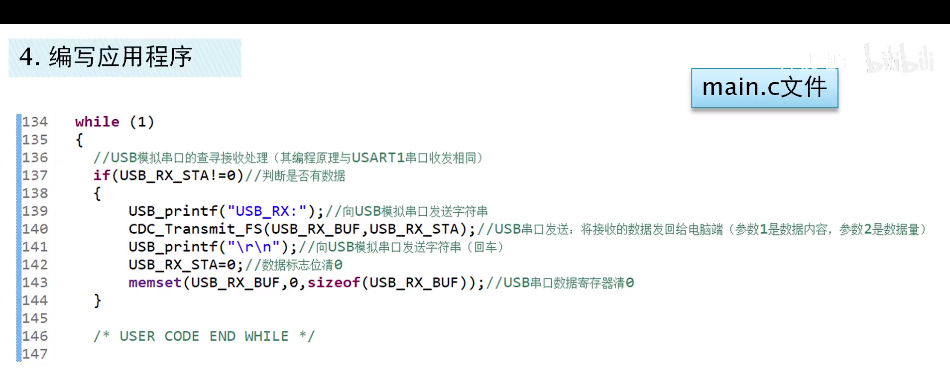 4. 编写应用程序
bilibili
main.c文件
134 while (1)
135 {
136 //USB模拟串口的查寻接收处理（其编程原理与USART1串口收发相同）
137 if(USB_RX_STA!=0)//判断是否有数据
138 {
139 USB_printf("USB_RX:");//向USB模拟串口发送字符串
140 CDC_Transmit_FS(USB_RX_BUF,USB_RX_STA);//USB串口发送：将接收的数据发回给电脑端（参数1是数据内容，参数2是数据量）
141 USB_printf("\r\n");//向USB模拟串口发送字符串（回车）
142 USB_RX_STA=0;//数据标志位清0
143 memset(USB_RX_BUF,0,sizeof(USB_RX_BUF));//USB串口数据寄存器清0
144 }
145
146 /* USER CODE END WHILE */
147